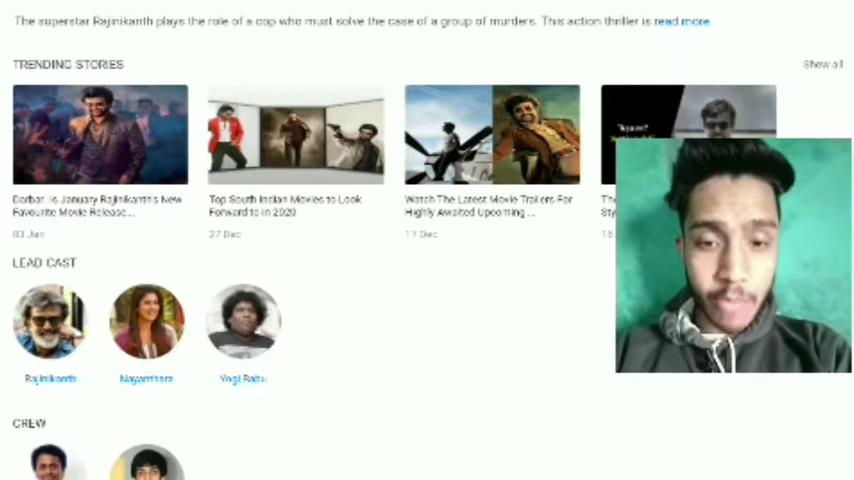 The superstar Rajinikanth plays the role of a cop who must solve the case of a group of murders. This action thriller is read more
TRENDING STORIES
Show all
Darbar: Is January Rajinikanth's New
Favourite Movie Release...
03 Jan
Top South Indian Movies to Look
Forward to in 2020
27 Dec
Watch The Latest Movie Trailers For
Highly Awaited Upcoming ...
17 Dec
LEAD CAST
Rajinikanth
Nayanthara
Yogi Babu
CREW